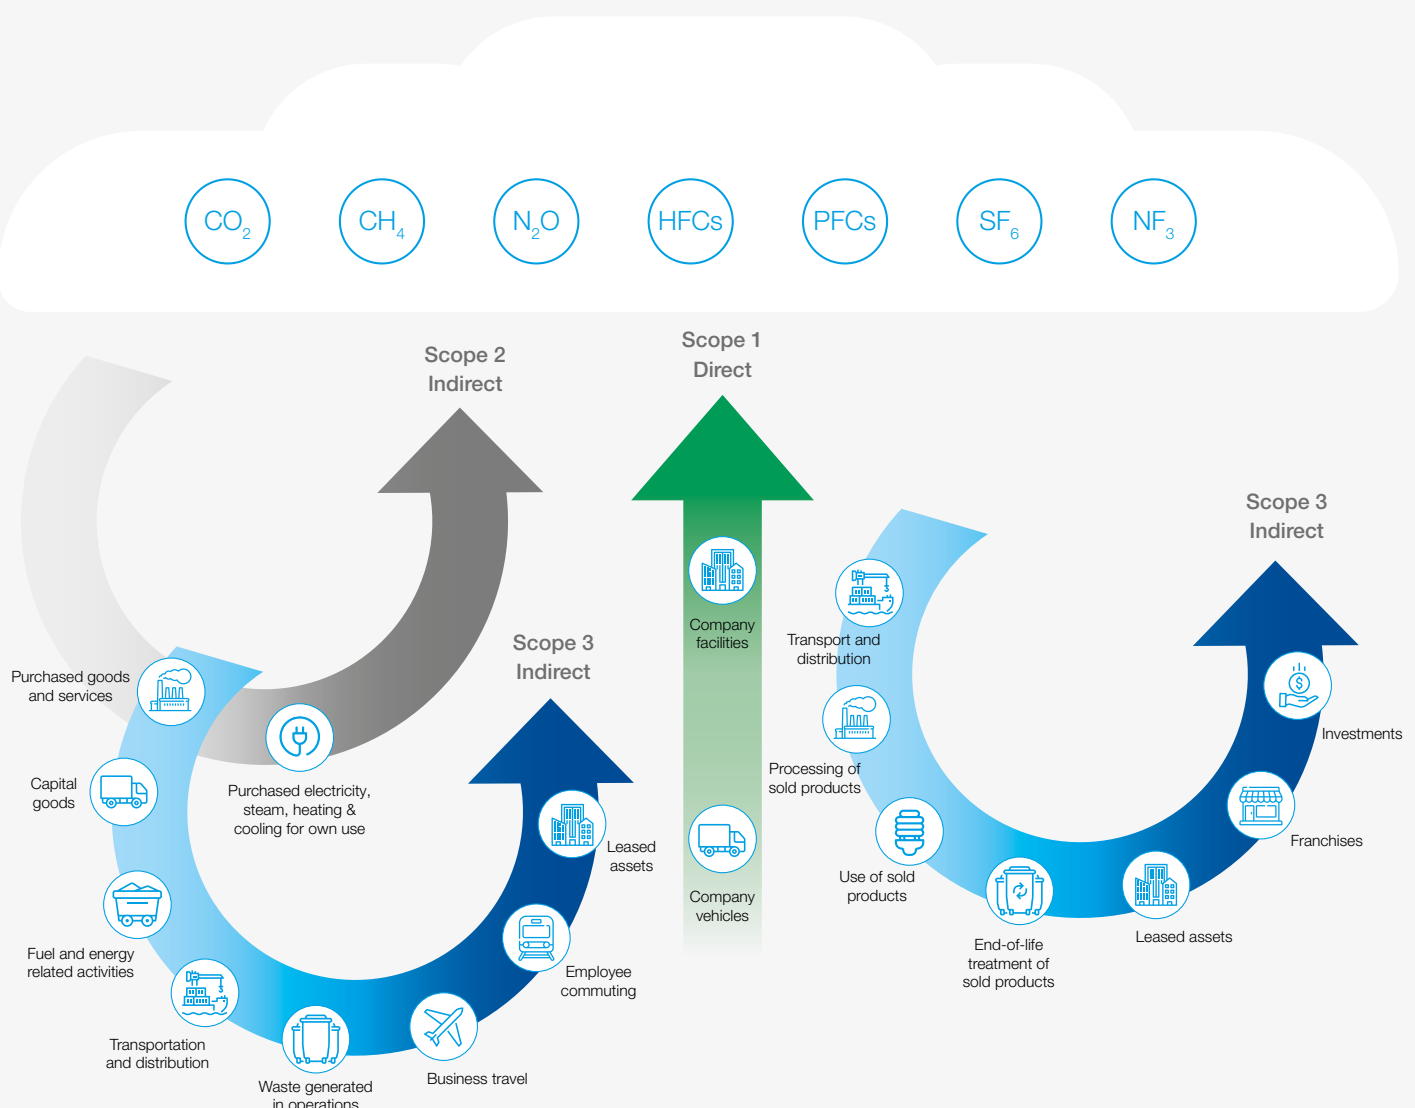 CO2
CH4
N2O
HFCs
PFCs
SF6
NF3
Scope 2
Indirect
Scope 1
Direct
Scope 3
Indirect
Scope 3
Indirect
Purchased goods
and services
Capital
goods
Fuel and energy
related activities
Transportation
and distribution
Waste generated
in operations
Business travel
Employee
commuting
Leased
assets
Purchased electricity,
steam, heating &
cooling for own use
Company
facilities
Company
vehicles
Transport and
distribution
Processing of
sold products
Use of sold
products
End-of-life
treatment of
sold products
Leased assets
Franchises
Investments
$